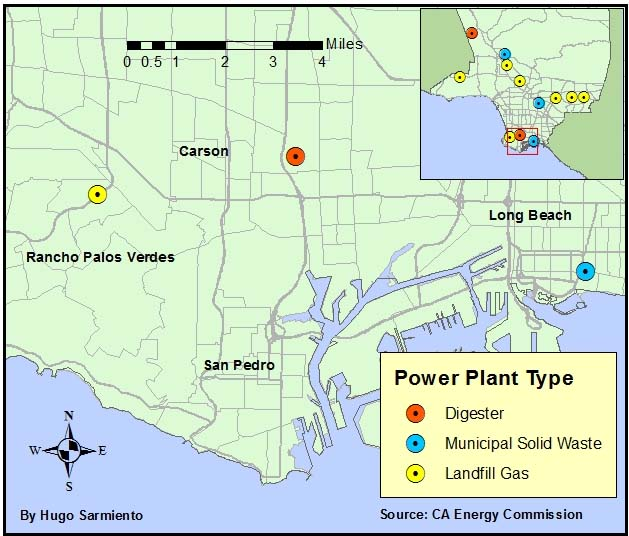 Miles
0 0.5 1 2 3 4
Carson
Long Beach
Rancho Palos Verdes
San Pedro
Power Plant Type
Digester
Municipal Solid Waste
Landfill Gas
N
W E
S
By Hugo Sarmiento
Source: CA Energy Commission